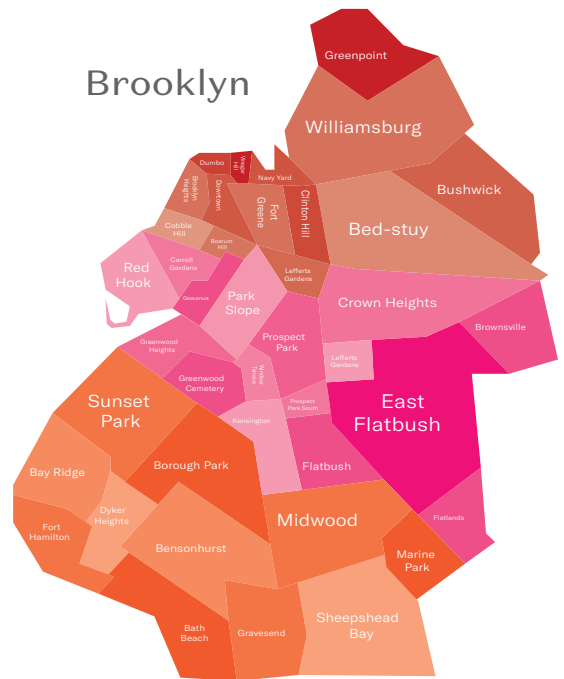 Greenpoint
Brooklyn
Williamsburg
Dumbo
Vinegar
Hill
Navy Yard
Bushwick
Brooklyn
Heights
Downtown
Fort
Greene
Clinton Hill
Bed-stuy
Cobble
Hill
Boerum
Hill
Red
Hook
Carroll
Gardens
Lefferts
Gardens
Gowanus
Park
Slope
Crown Heights
Brownsville
Greenwood
Heights
Prospect
Park
Lefferts
Gardens
Windsor
Terrace
Greenwood
Cemetery
Prospect
Park South
East
Flatbush
Sunset
Park
Kensington
Bay Ridge
Borough Park
Flatbush
Dyker
Heights
Midwood
Flatlands
Fort
Hamilton
Bensonhurst
Marine
Park
Bath
Beach
Gravesend
Sheepshead
Bay